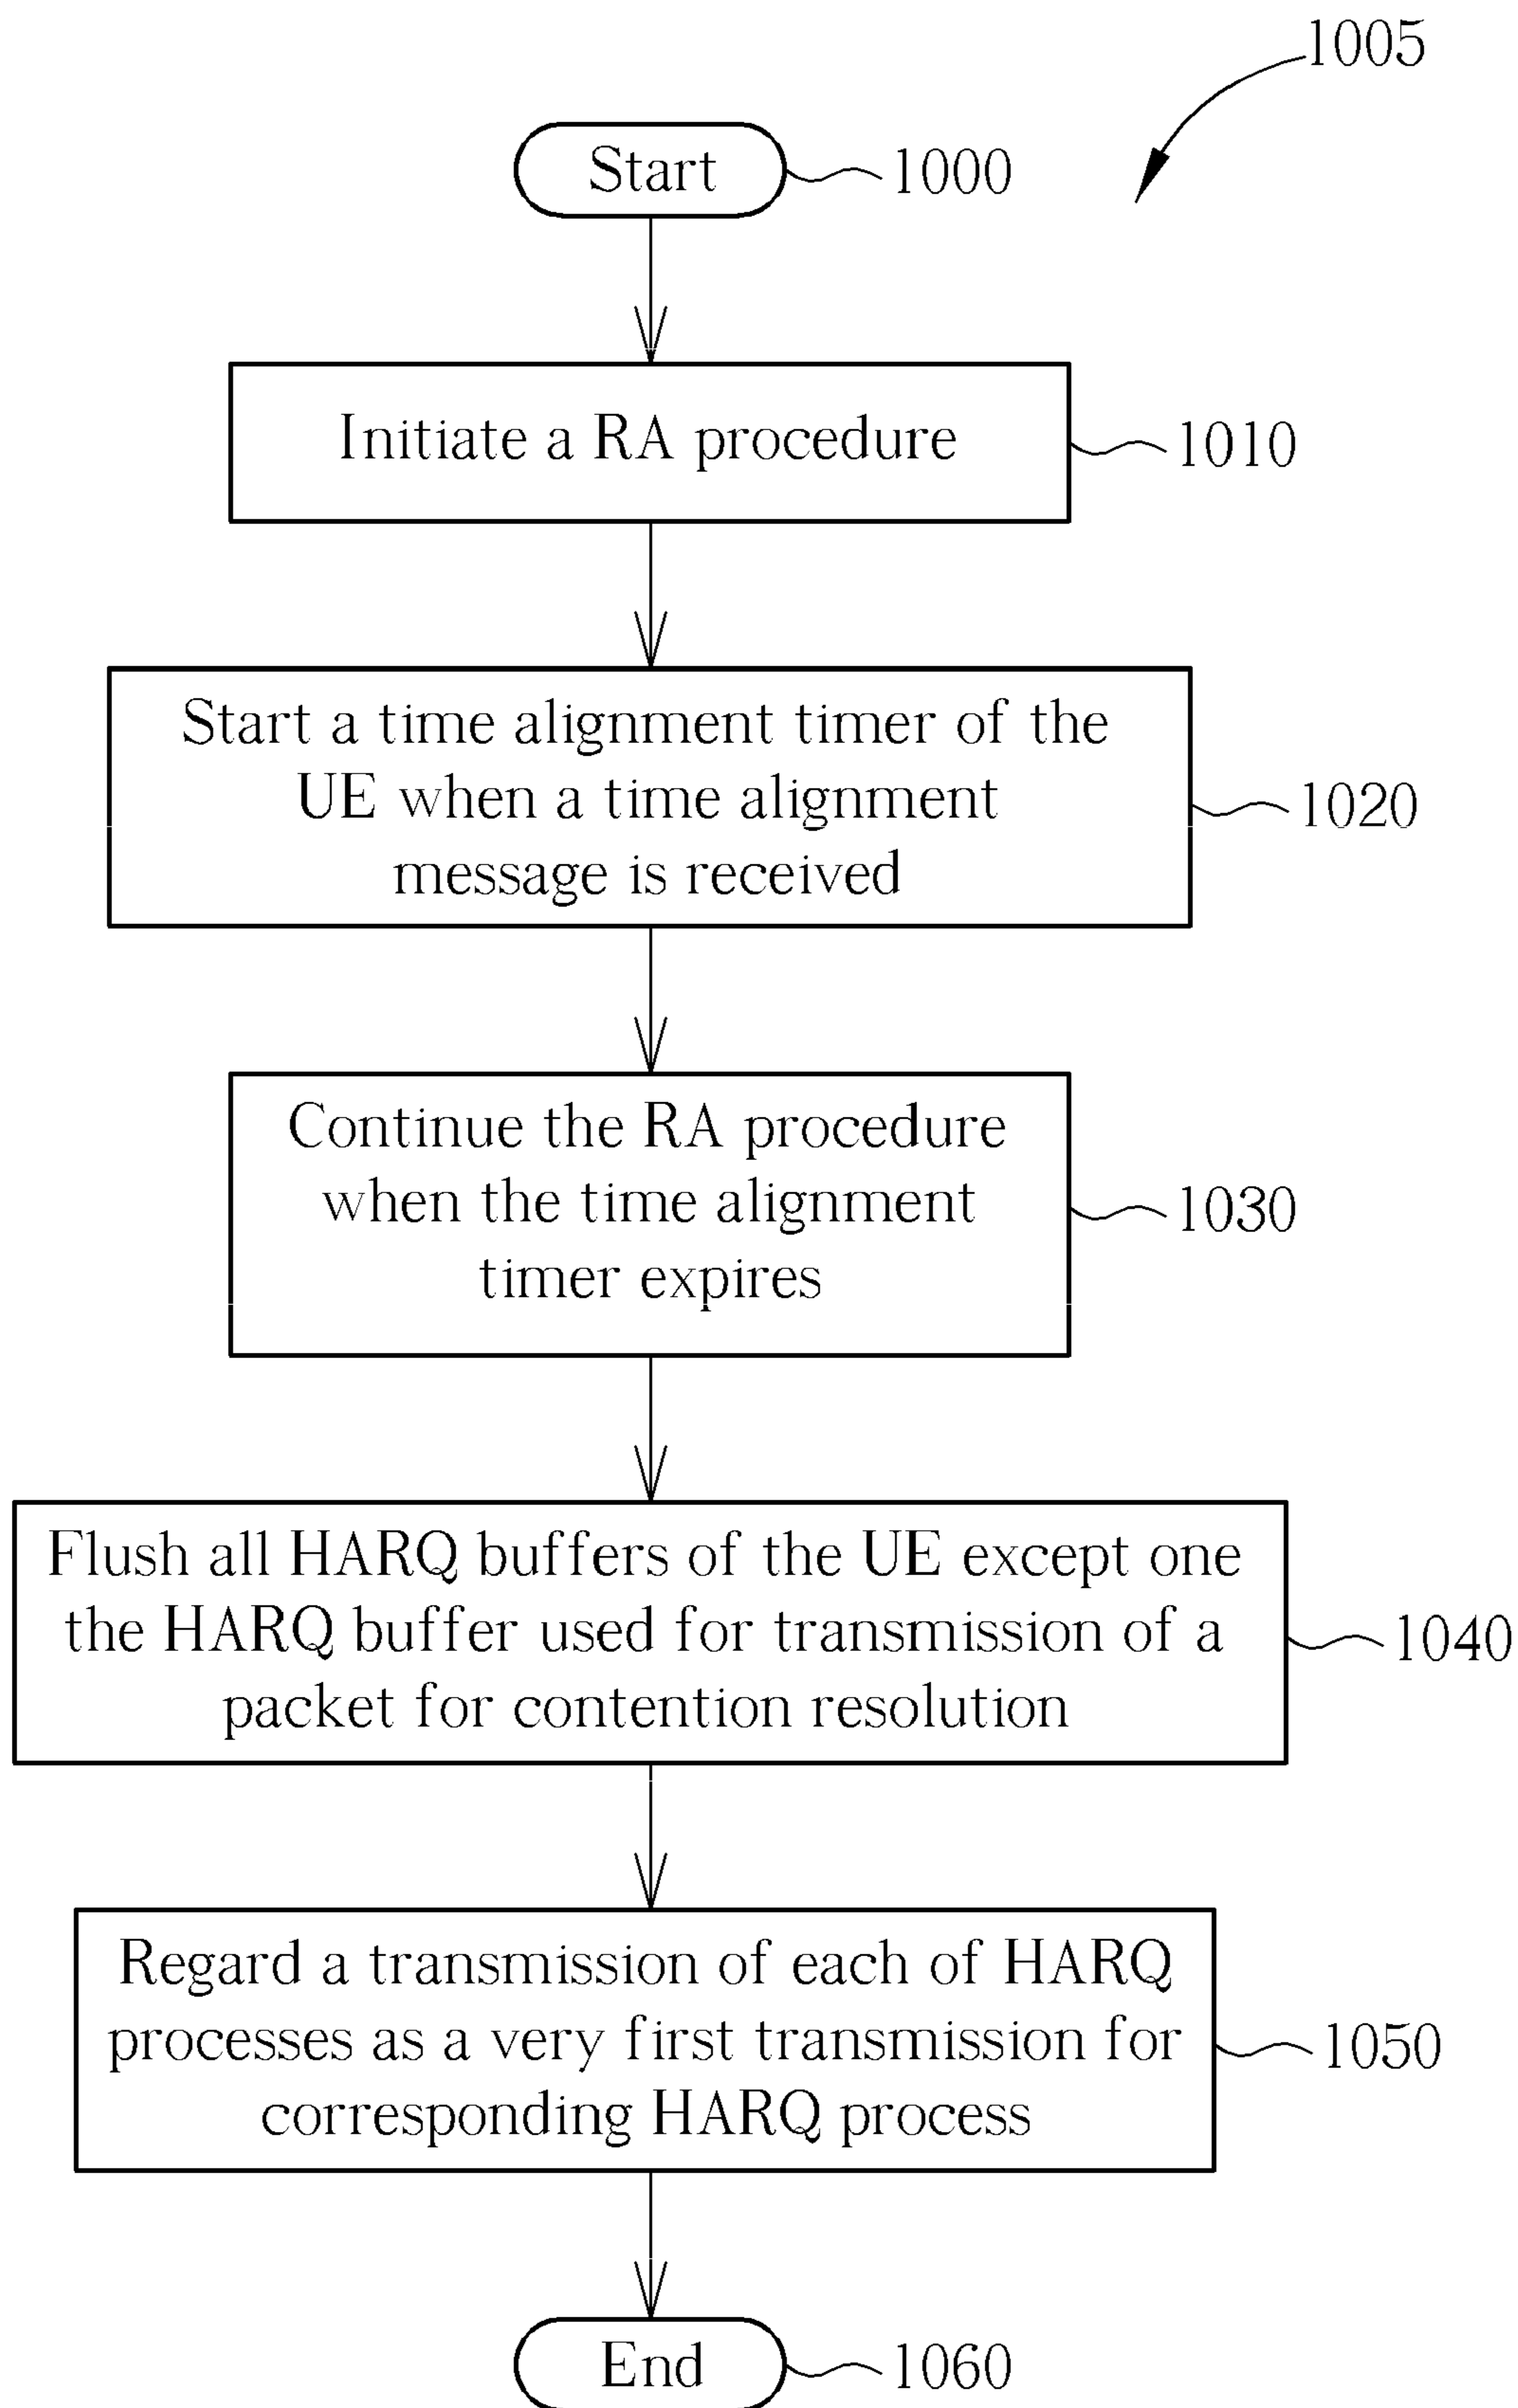 1005
Start
1000
Initiate a RA procedure
1010
Start a time alignment timer of the
UE when a time alignment
message is received
1020
Continue the RA procedure
when the time alignment
timer expires
1030
Flush all HARQ buffers of the UE except one
the HARQ buffer used for transmission of a
packet for contention resolution
1040
Regard a transmission of each of HARQ
processes as a very first transmission for
corresponding HARQ process
1050
End
1060